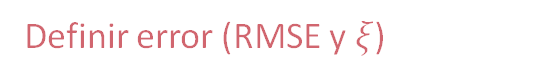 Definir error (RMSE y ξ)